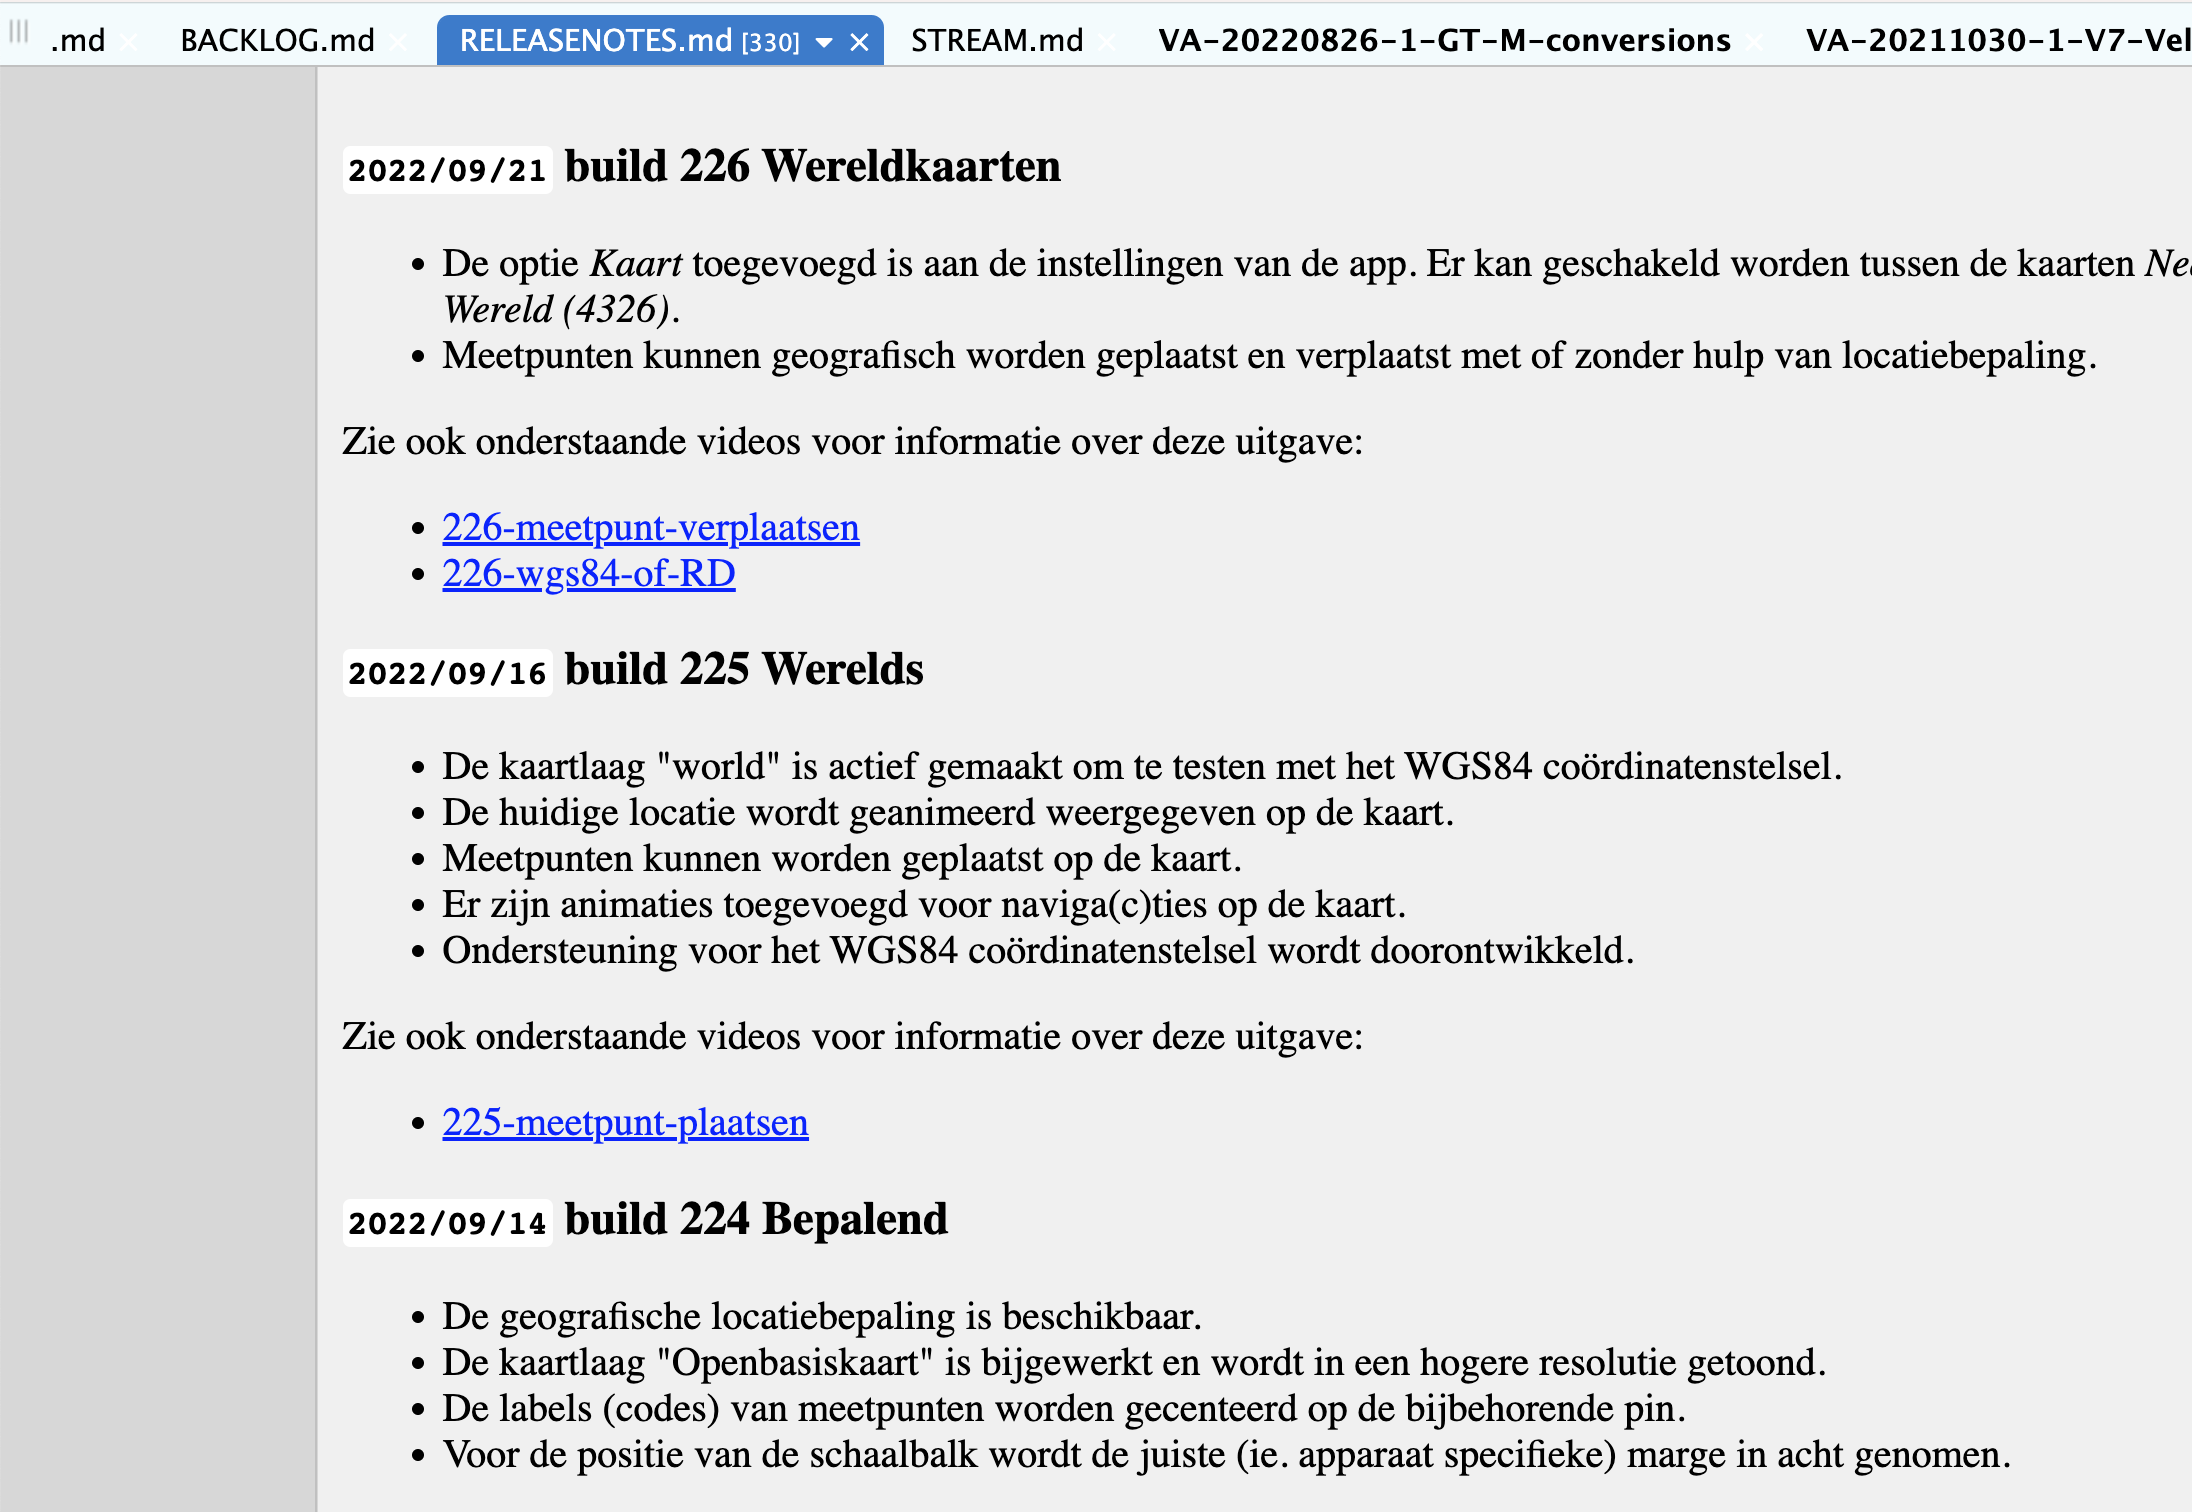 .md BACKLOG.md RELEASENOTES.md [330] STREAM.md VA-20220826-1-GT-M-conversions VA-20211030-1-V7-Vel
2022/09/21 build 226 Wereldkaarten
De optie Kaart toegevoegd is aan de instellingen van de app. Er kan geschakeld worden tussen de kaarten
Wereld (4326).
Meetpunten kunnen geografisch worden geplaatst en verplaatst met of zonder hulp van locatiebepaling.
Zie ook onderstaande videos voor informatie over deze uitgave:
226-meetpunt-verplaatsen
226-wgs84-of-RD
2022/09/16 build 225 Werelds
De kaartlaag "world" is actief gemaakt om te testen met het WGS84 coördinatenstelsel.
De huidige locatie wordt geanimeerd weergegeven op de kaart.
Meetpunten kunnen worden geplaatst op de kaart.
Er zijn animaties toegevoegd voor naviga(c)ties op de kaart.
Ondersteuning voor het WGS84 coördinatenstelsel wordt doorontwikkeld.
Zie ook onderstaande videos voor informatie over deze uitgave:
225-meetpunt-plaatsen
2022/09/14 build 224 Bepalend
De geografische locatiebepaling is beschikbaar.
De kaartlaag "Openbasiskaart" is bijgewerkt en wordt in een hogere resolutie getoond.
De labels (codes) van meetpunten worden gecenteerd op de bijbehorende pin.
Voor de positie van de schaalbalk wordt de juiste (ie. apparaat specifieke) marge in acht genomen.